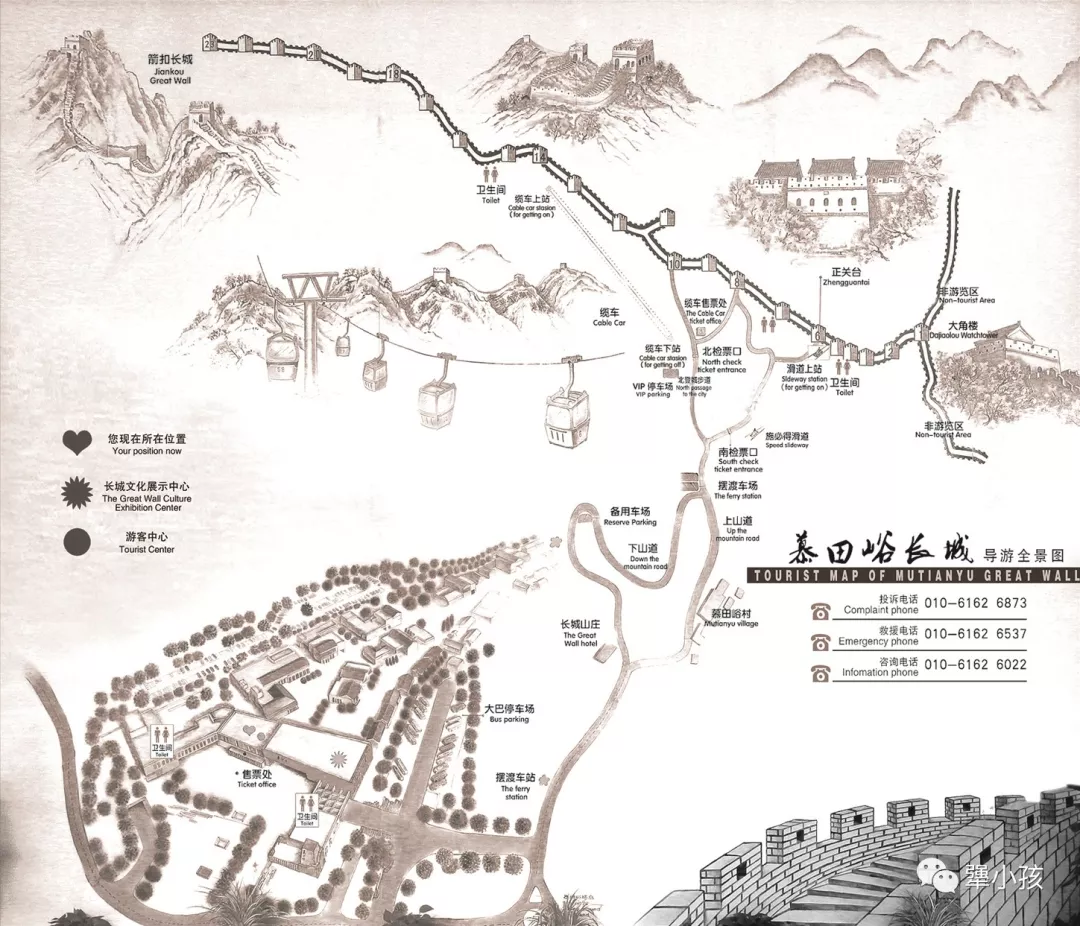 箭扣长城
Jiankou
Great Wall
23
2
18
14
10
8
6
2
卫生间
Toilet
缆车上站
Cable car stasion
(for getting on)
正关台
Zhengguantai
非游览区
Non-tourist Area
大角楼
Dajiaolou Watchtower
缆车售票处
The Cable Car
ticket office
缆车
Cable Car
缆车下站
(Cable car stasion
(for getting off)
北检票口
North check
ticket entrance
VIP 停车场
VIP parking
北登城步道
North passage
to the city
滑道上站
Slideway station
(for getting on)
卫生间
Toilet
非游览区
Non-tourist Area
施必得滑道
Speed slideway
南检票口
South check
ticket entrance
摆渡车场
The ferry station
您现在所在位置
Your position now
长城文化展示中心
The Great Wall Culture
Exhibition Center
游客中心
Tourist Center
备用车场
Reserve Parking
上山道
Up the
mountain road
下山道
Down the
mountain road
慕田峪长城 导游全景图
TOURIST MAP OF MUTIANYU GREAT WALL
投诉电话
Complaint phone
010-6162 6873
救援电话
Emergency phone
010-6162 6537
咨询电话
Infomation phone
010-6162 6022
慕田峪村
Mutianyu village
长城山庄
The Great
Wall hotel
大巴停车场
Bus parking
卫生间
Toilet
售票处
Ticket office
摆渡车站
The ferry
station
卫生间
Toilet
犟小孩